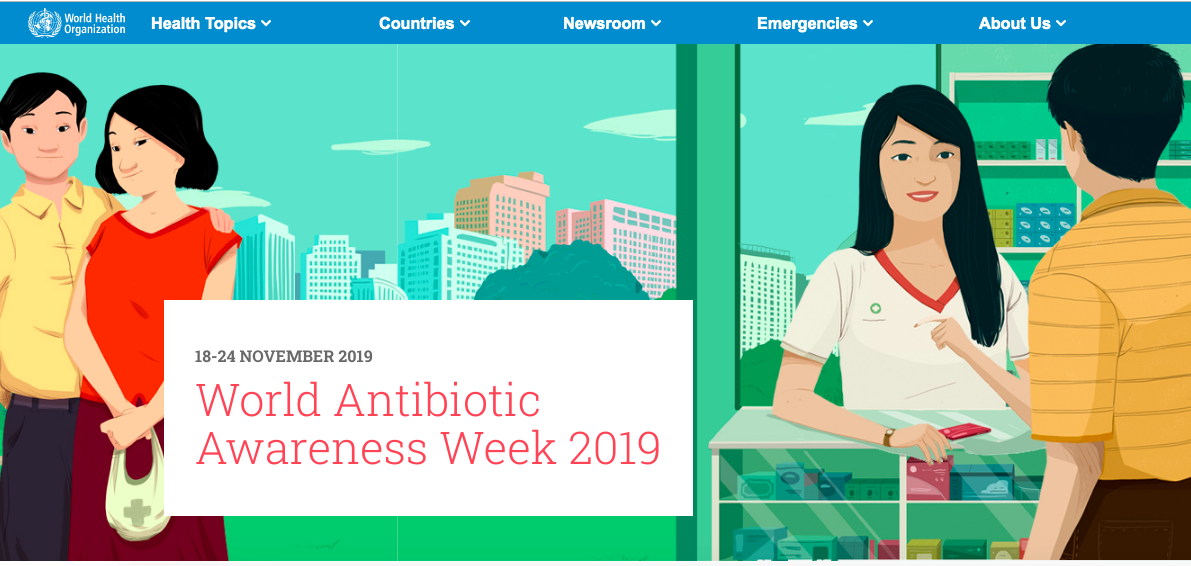 World Health
Organization
Health Topics
Countries
Newsroom
Emergencies
About Us
18-24 NOVEMBER 2019
World Antibiotic
Awareness Week 2019